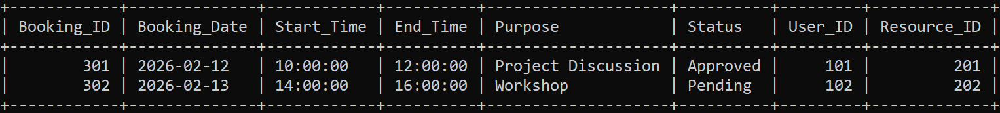 +------------+--------------+------------+----------+--------------------+----------+---------+-------------+
| Booking_ID | Booking_Date | Start_Time | End_Time | Purpose            | Status   | User_ID | Resource_ID |
+------------+--------------+------------+----------+--------------------+----------+---------+-------------+
|        301 | 2026-02-12   | 10:00:00   | 12:00:00 | Project Discussion | Approved |     101 |         201 |
|        302 | 2026-02-13   | 14:00:00   | 16:00:00 | Workshop           | Pending  |     102 |         202 |
+------------+--------------+------------+----------+--------------------+----------+---------+-------------+